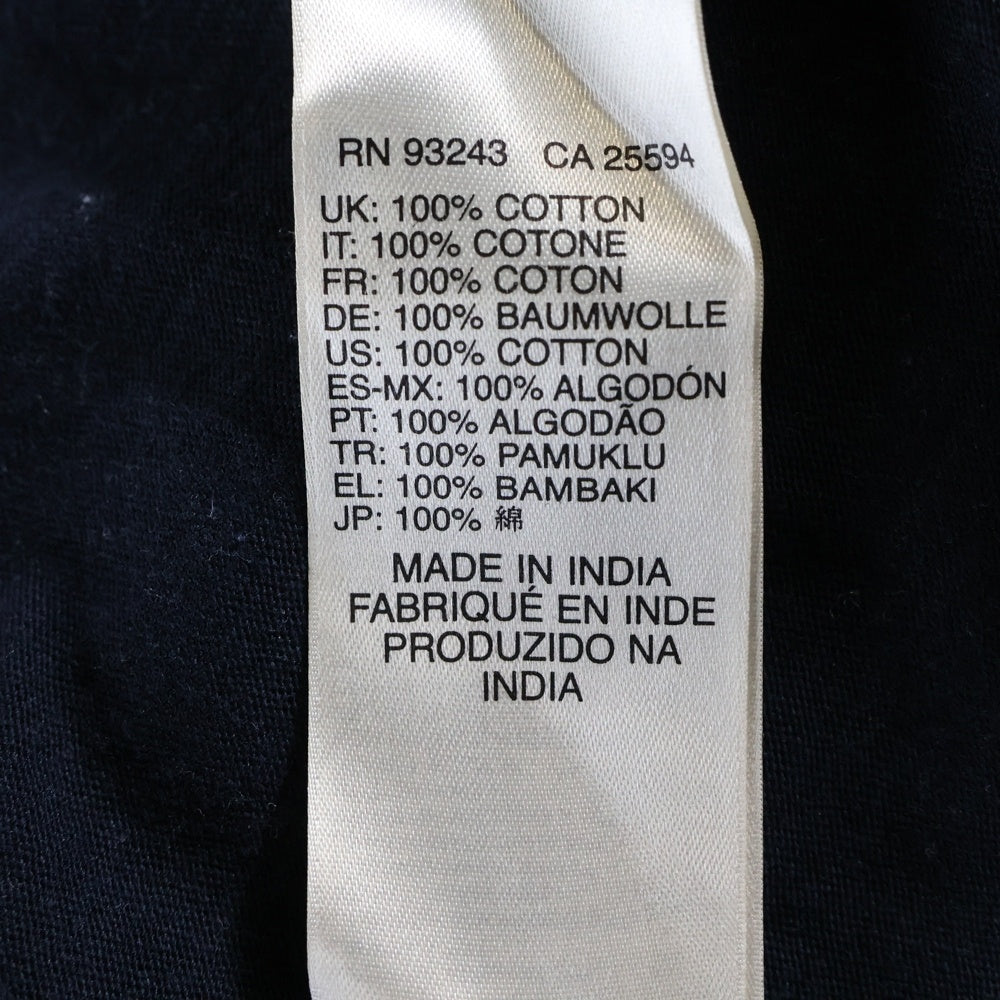 RN 93243 CA 25594
UK: 100% COTTON
IT: 100% COTONE
FR: 100% COTON
DE: 100% BAUMWOLLE
US: 100% COTTON
ES-MX: 100% ALGODÓN
PT: 100% ALGODÃO
TR: 100% PAMUKLU
EL: 100% BAMBAKI
JP: 100% 綿
MADE IN INDIA
FABRIQUÉ EN INDE
PRODUZIDO NA
INDIA